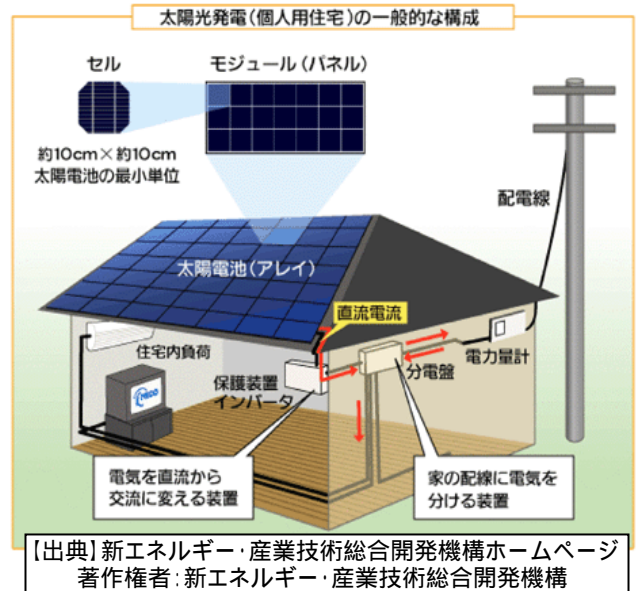 太陽光発電(個人用住宅)の一般的な構成
セル
モジュール(パネル)
約10cm×約10cm
太陽電池の最小単位
配電線
太陽電池(アレイ)
直流電流
住宅内負荷
保護装置
インバータ
分電盤
電力量計
電気を直流から
交流に変える装置
家の配線に電気を
分ける装置
【出典】新エネルギー・産業技術総合開発機構ホームページ
著作権者:新エネルギー・産業技術総合開発機構